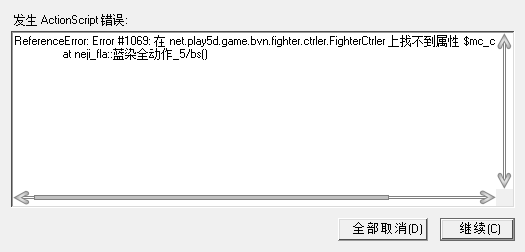 发生 ActionScript 错误:
ReferenceError: Error #1069: 在 net.play5d.game.bvn.fighter.ctrler.FighterCtrler 上找不到属性 $mc_c
at neji_fla::蓝染全动作_5/bs()
全部取消(D)
继续(C)